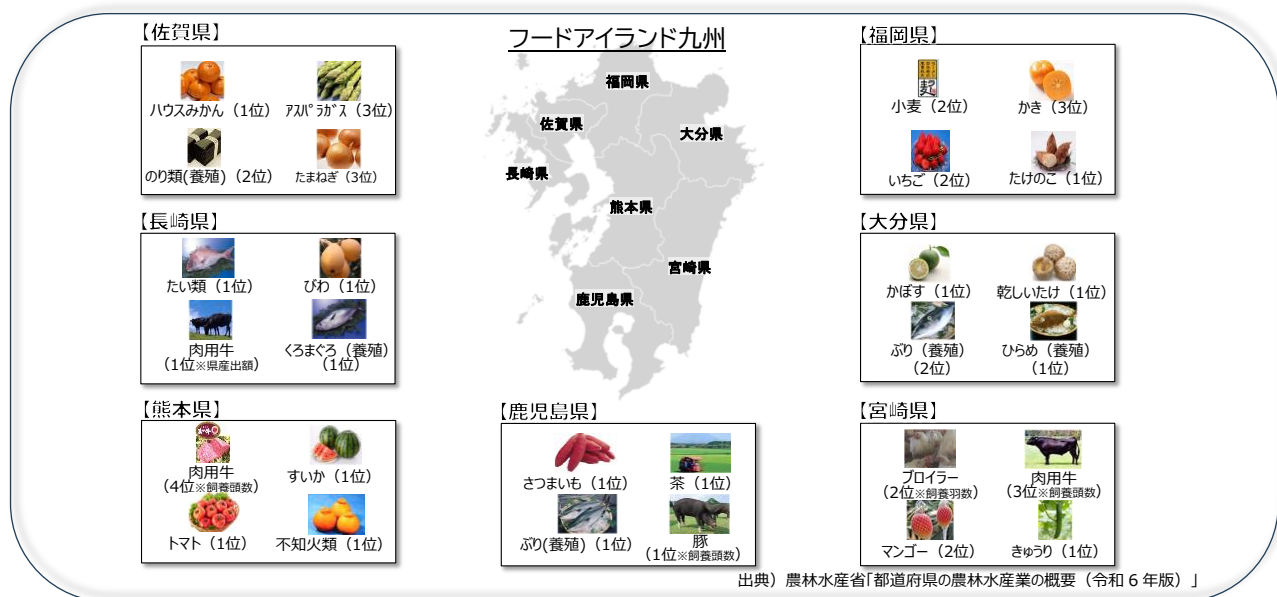 フードアイランド九州
福岡県
佐賀県
大分県
長崎県
熊本県
宮崎県
鹿児島県
【佐賀県】
ハウスみかん（1位）
アスパラガス（3位）
のり類(養殖)（2位）
たまねぎ（3位）
【長崎県】
たい類（1位）
びわ（1位）
肉用牛
（1位※県産出額）
くろまぐろ（養殖）
（1位）
【熊本県】
肉用牛
（4位※飼養頭数）
すいか（1位）
トマト（1位）
不知火類（1位）
【鹿児島県】
さつまいも（1位）
茶（1位）
ぶり(養殖)（1位）
豚
（1位※飼養頭数）
【福岡県】
小麦（2位）
かき（3位）
いちご（2位）
たけのこ（1位）
【大分県】
かぼす（1位）
乾しいたけ（1位）
ぶり（養殖）
（2位）
ひらめ（養殖）
（1位）
【宮崎県】
ブロイラー
（2位※飼養羽数）
肉用牛
（3位※飼養頭数）
マンゴー（2位）
きゅうり（1位）
出典）農林水産省「都道府県の農林水産業の概要（令和６年版）」